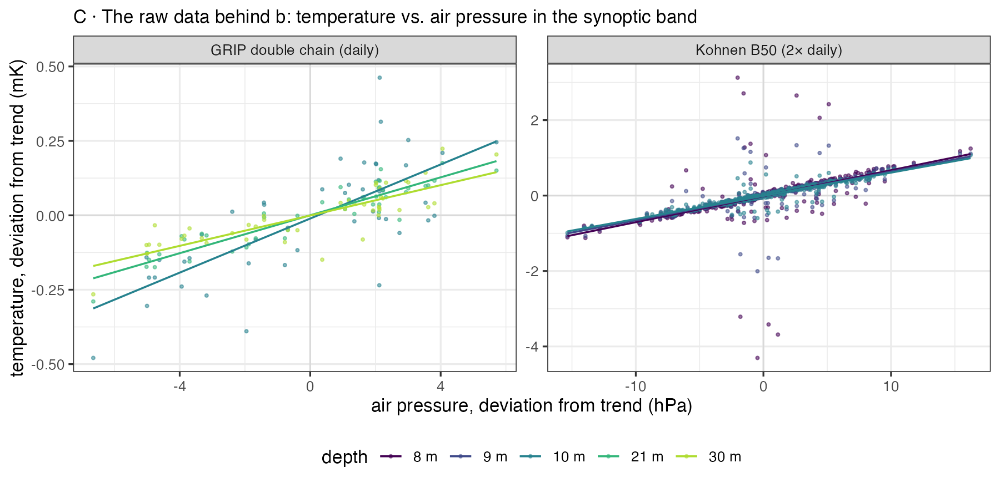 C · The raw data behind b: temperature vs. air pressure in the synoptic band
GRIP double chain (daily)
Kohnen B50 (2× daily)
temperature, deviation from trend (mK)
0.50
0.25
0.00
-0.25
-0.50
2
0
-2
-4
-4
0
4
-10
0
10
air pressure, deviation from trend (hPa)
depth
8 m
9 m
10 m
21 m
30 m